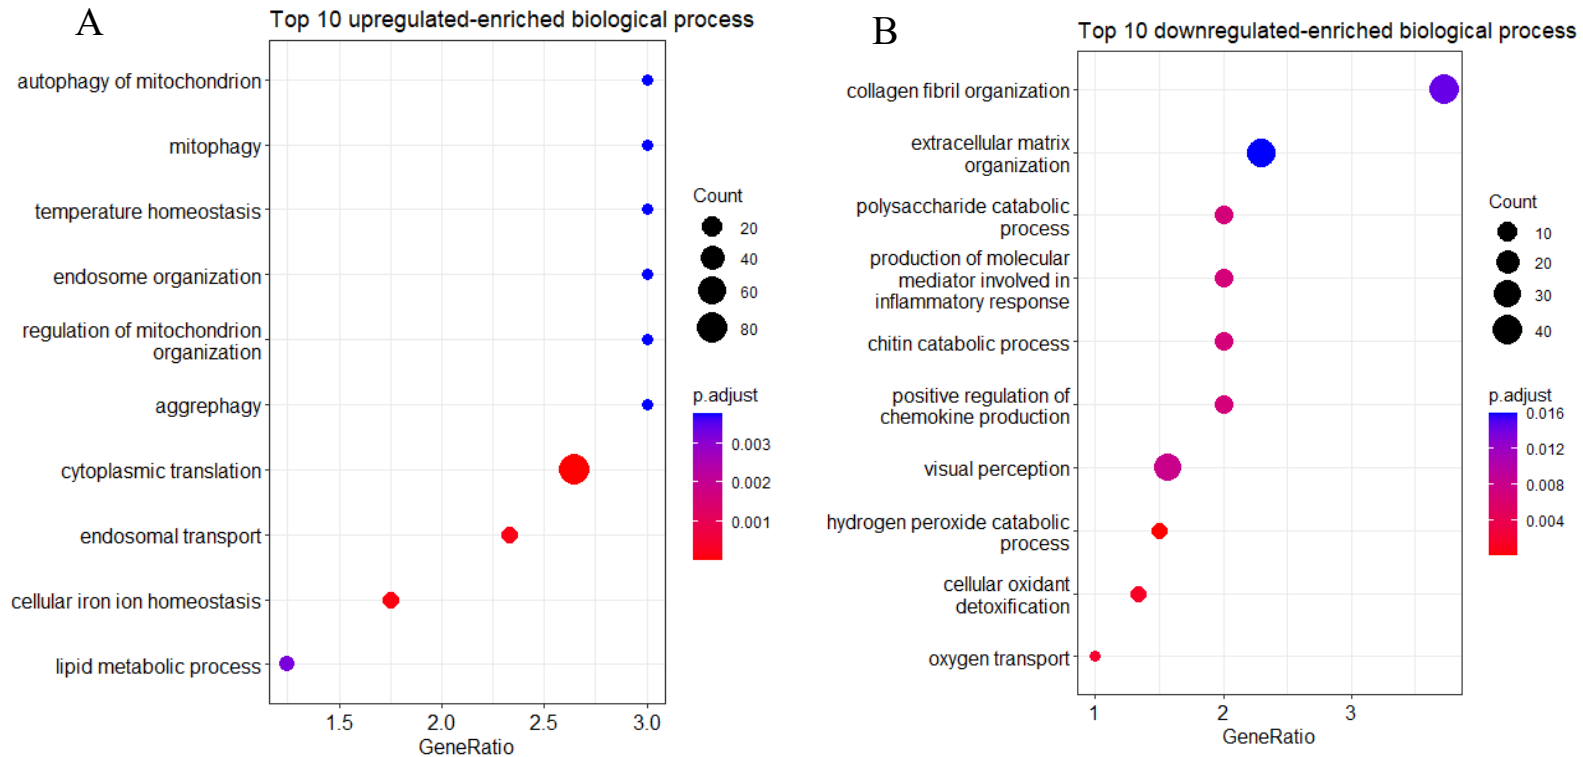 A
Top 10 upregulated-enriched biological process
autophagy of mitochondrion
mitophagy
temperature homeostasis
endosome organization
regulation of mitochondrion
organization
aggrephagy
cytoplasmic translation
endosomal transport
cellular iron ion homeostasis
lipid metabolic process
1.5
2.0
2.5
3.0
GeneRatio
Count
20
40
60
80
p.adjust
0.003
0.002
0.001
B
Top 10 downregulated-enriched biological process
collagen fibril organization
extracellular matrix
organization
polysaccharide catabolic
process
production of molecular
mediator involved in
inflammatory response
chitin catabolic process
positive regulation of
chemokine production
visual perception
hydrogen peroxide catabolic
process
cellular oxidant
detoxification
oxygen transport
1
2
3
GeneRatio
Count
10
20
30
40
p.adjust
0.016
0.012
0.008
0.004